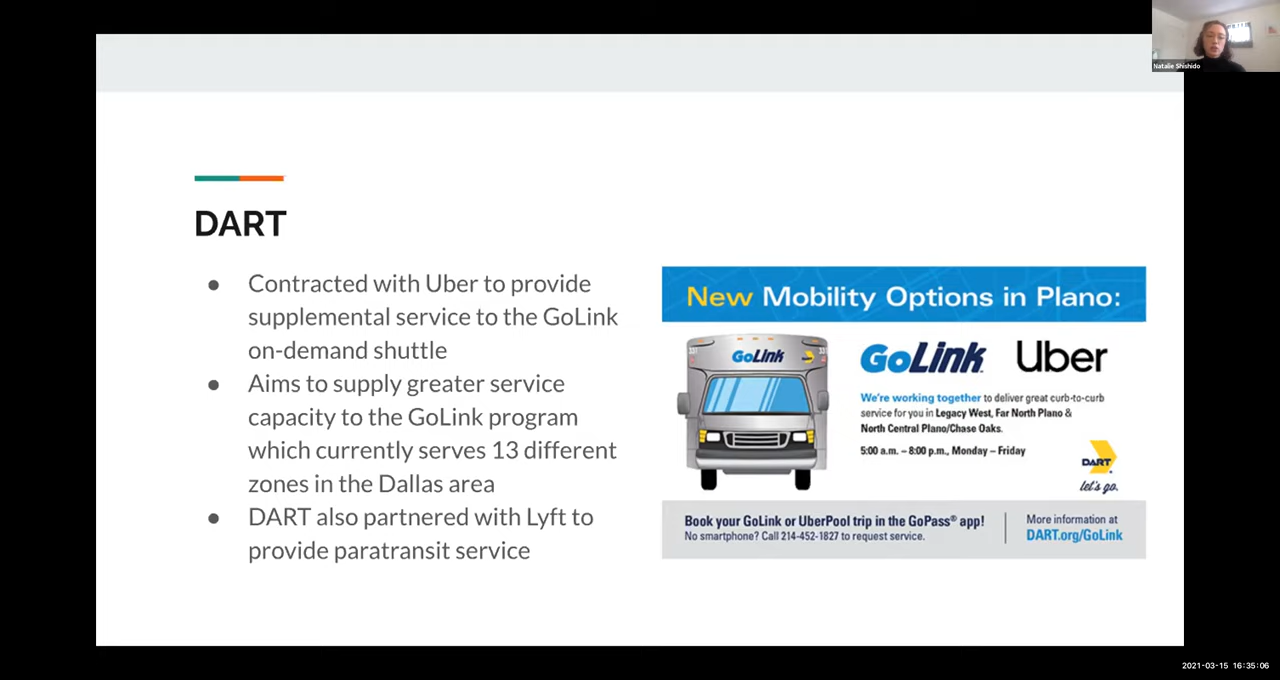 Natalie Shishido
DART
● Contracted with Uber to provide
supplemental service to the GoLink
on-demand shuttle
● Aims to supply greater service
capacity to the GoLink program
which currently serves 13 different
zones in the Dallas area
● DART also partnered with Lyft to
provide paratransit service
New Mobility Options in Plano:
GoLink
GoLink Uber
We're working together to deliver great curb-to-curb
service for you in Legacy West, Far North Plano &
North Central Plano/Chase Oaks.
5:00 a.m. – 8:00 p.m., Monday – Friday
DART
let's go.
Book your GoLink or UberPool trip in the GoPass® app!
No smartphone? Call 214-452-1827 to request service.
More information at
DART.org/GoLink
2021-03-15 16:35:06